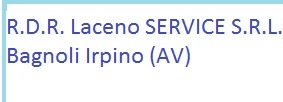 R.D.R. Laceno SERVICE S.R.L.
Bagnoli Irpino (AV)